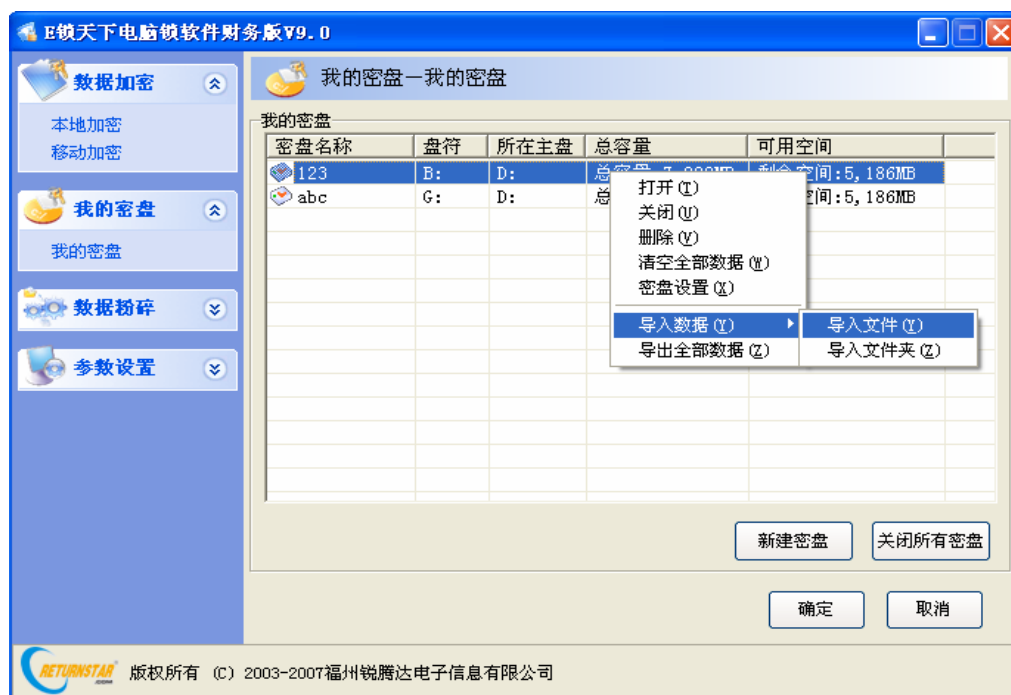 E锁天下电脑锁软件财务版V9.0
数据加密
本地加密
移动加密
我的密盘
我的密盘
数据粉碎
参数设置
我的密盘—我的密盘
我的密盘
密盘名称 盘符 所在主盘 总容量 可用空间
123 B: D: :5,186MB
abc G: D: 总 空间:5,186MB
打开(T)
关闭(U)
删除(V)
清空全部数据(W)
密盘设置(X)
导入数据(Y)
导出全部数据(Z)
导入文件(Y)
导入文件夹(Z)
新建密盘 关闭所有密盘
确定 取消
RETURNSTAR 版权所有 (C) 2003-2007福州锐腾达电子信息有限公司